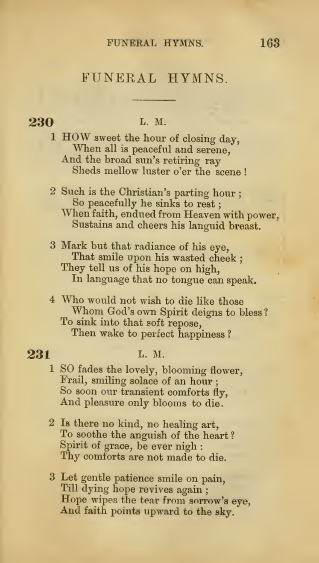 FUNERAL HYMNS. 163
FUNERAL HYMNS.
230 L. M.
1 HOW sweet the hour of closing day,
When all is peaceful and serene,
And the broad sun's retiring ray
Sheds mellow luster o'er the scene !
2 Such is the Christian's parting hour ;
So peacefully he sinks to rest ;
When faith, endued from Heaven with power,
Sustains and cheers his languid breast.
3 Mark but that radiance of his eye,
That smile upon his wasted cheek ;
They tell us of his hope on high,
In language that no tongue can speak.
4 Who would not wish to die like those
Whom God's own Spirit deigns to bless ?
To sink into that soft repose,
Then wake to perfect happiness ?
231 L. M.
1 SO fades the lovely, blooming flower,
Frail, smiling solace of an hour ;
So soon our transient comforts fly,
And pleasure only blooms to die.
2 Is there no kind, no healing art,
To soothe the anguish of the heart ?
Spirit of grace, be ever nigh :
Thy comforts are not made to die.
3 Let gentle patience smile on pain,
Till dying hope revives again ;
Hope wipes the tear from sorrow's eye,
And faith points upward to the sky.